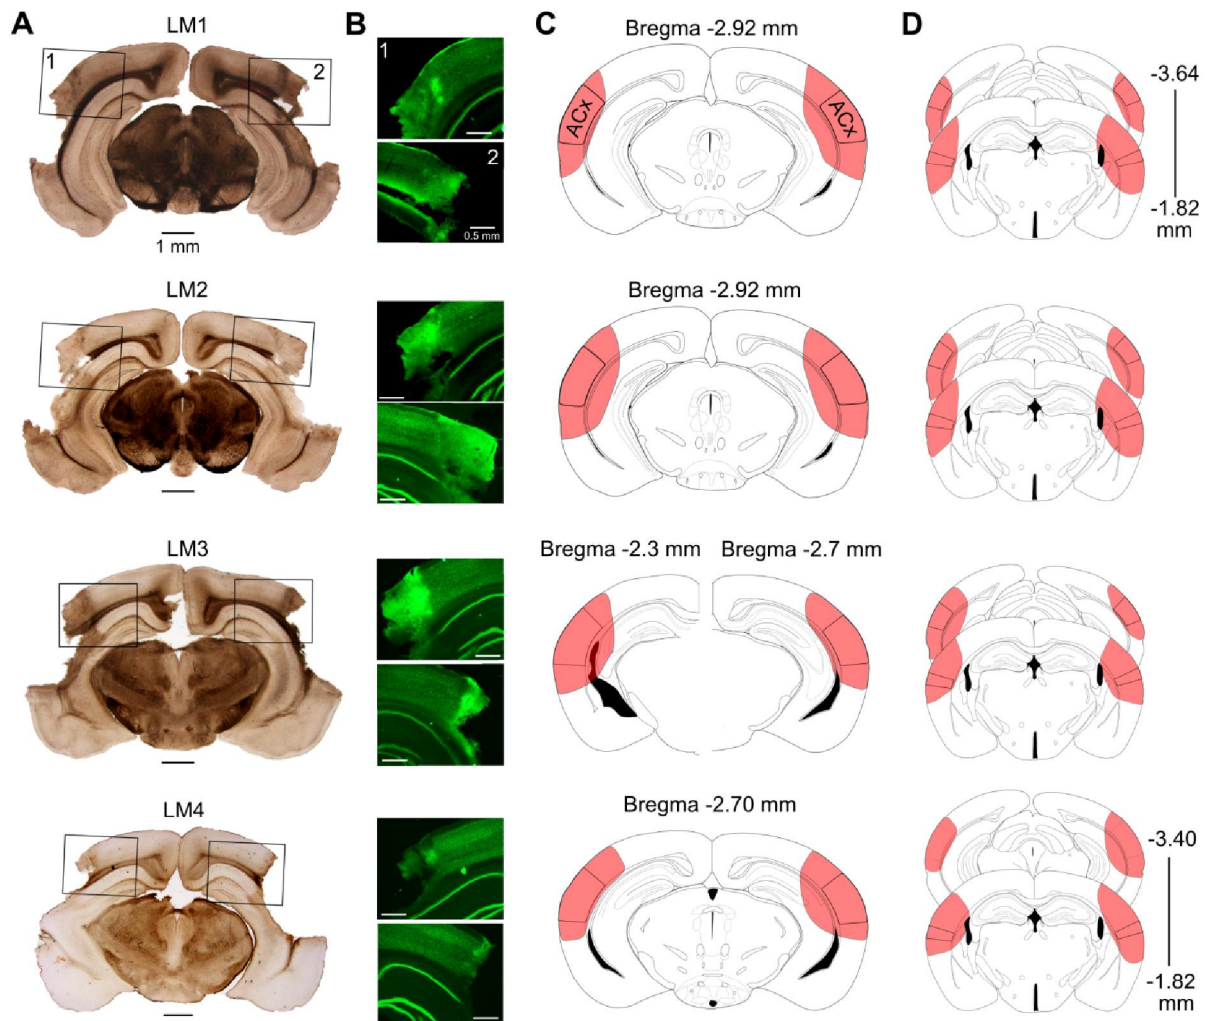 A
LM1
B
C
Bregma -2.92 mm
D
1
2
1 mm
1
2
0.5 mm
ACx
ACx
-3.64
-1.82
mm
LM2
Bregma -2.92 mm
LM3
Bregma -2.3 mm
Bregma -2.7 mm
LM4
Bregma -2.70 mm
-3.40
-1.82
mm